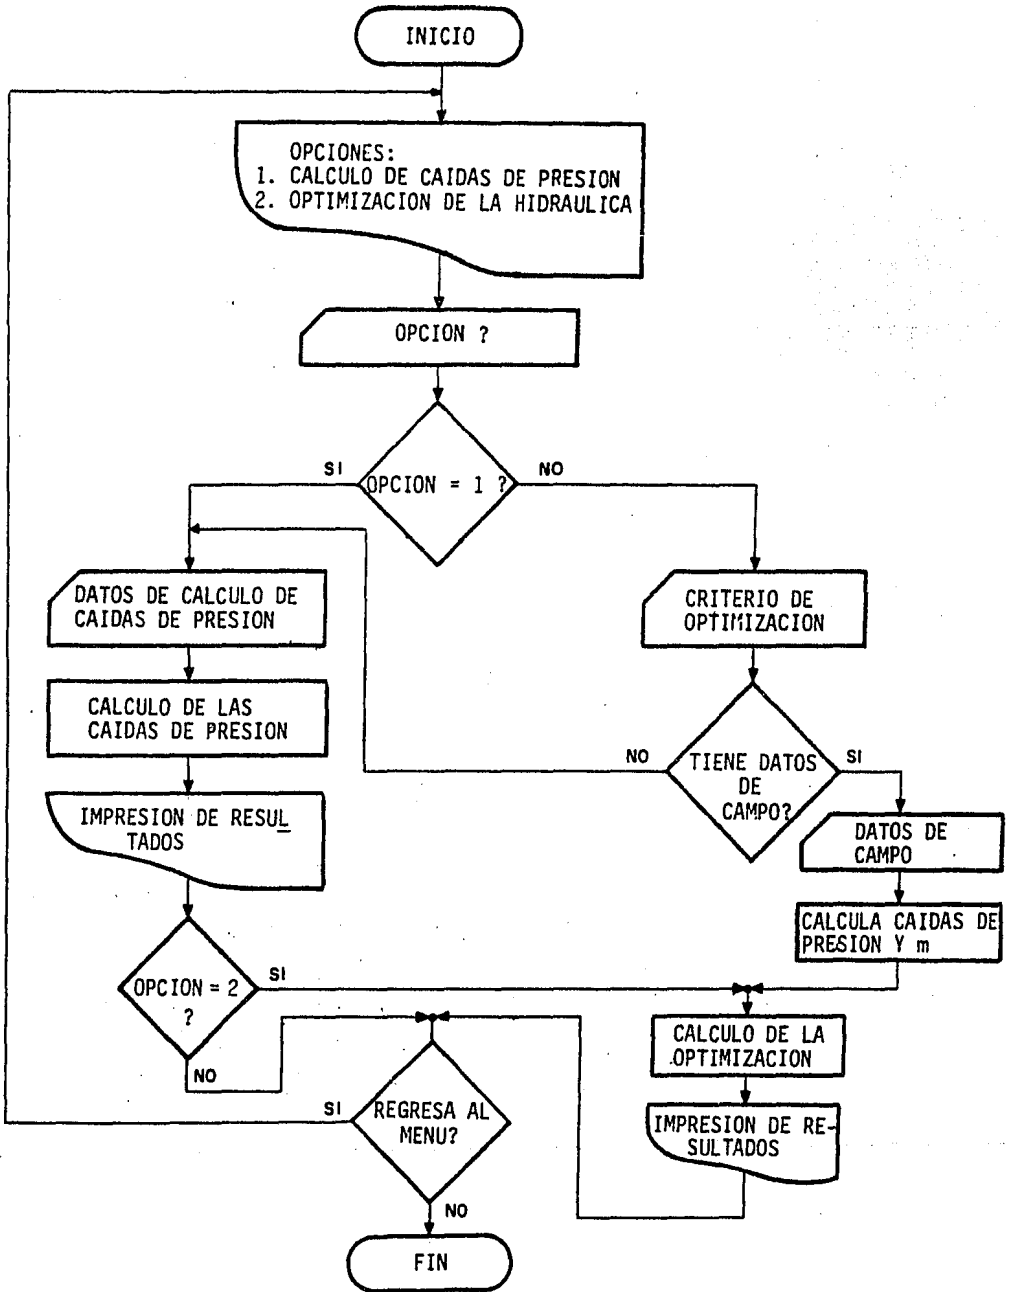 INICIO
OPCIONES:
1. CALCULO DE CAIDAS DE PRESION
2. OPTIMIZACION DE LA HIDRAULICA
OPCION ?
SI
OPCION = 1 ?
NO
DATOS DE CALCULO DE
CAIDAS DE PRESION
CRITERIO DE
OPTIMIZACION
CALCULO DE LAS
CAIDAS DE PRESION
NO
TIENE DATOS
DE
CAMPO?
SI
IMPRESION DE RESUL
TADOS
DATOS DE
CAMPO
CALCULA CAIDAS DE
PRESION Y m
OPCION = 2
?
SI
NO
CALCULO DE LA
OPTIMIZACION
SI
REGRESA AL
MENU?
IMPRESION DE RE-
SULTADOS
NO
FIN